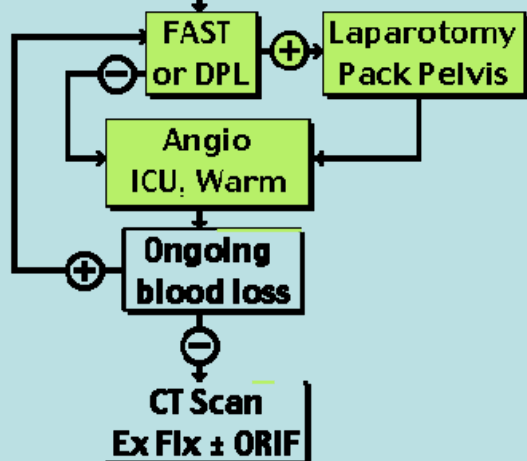 FAST
or DPL
+
Laparotomy
Pack Pelvis
−
Angio
ICU, Warm
Ongoing
blood loss
+
−
CT Scan
Ex Fix ± ORIF